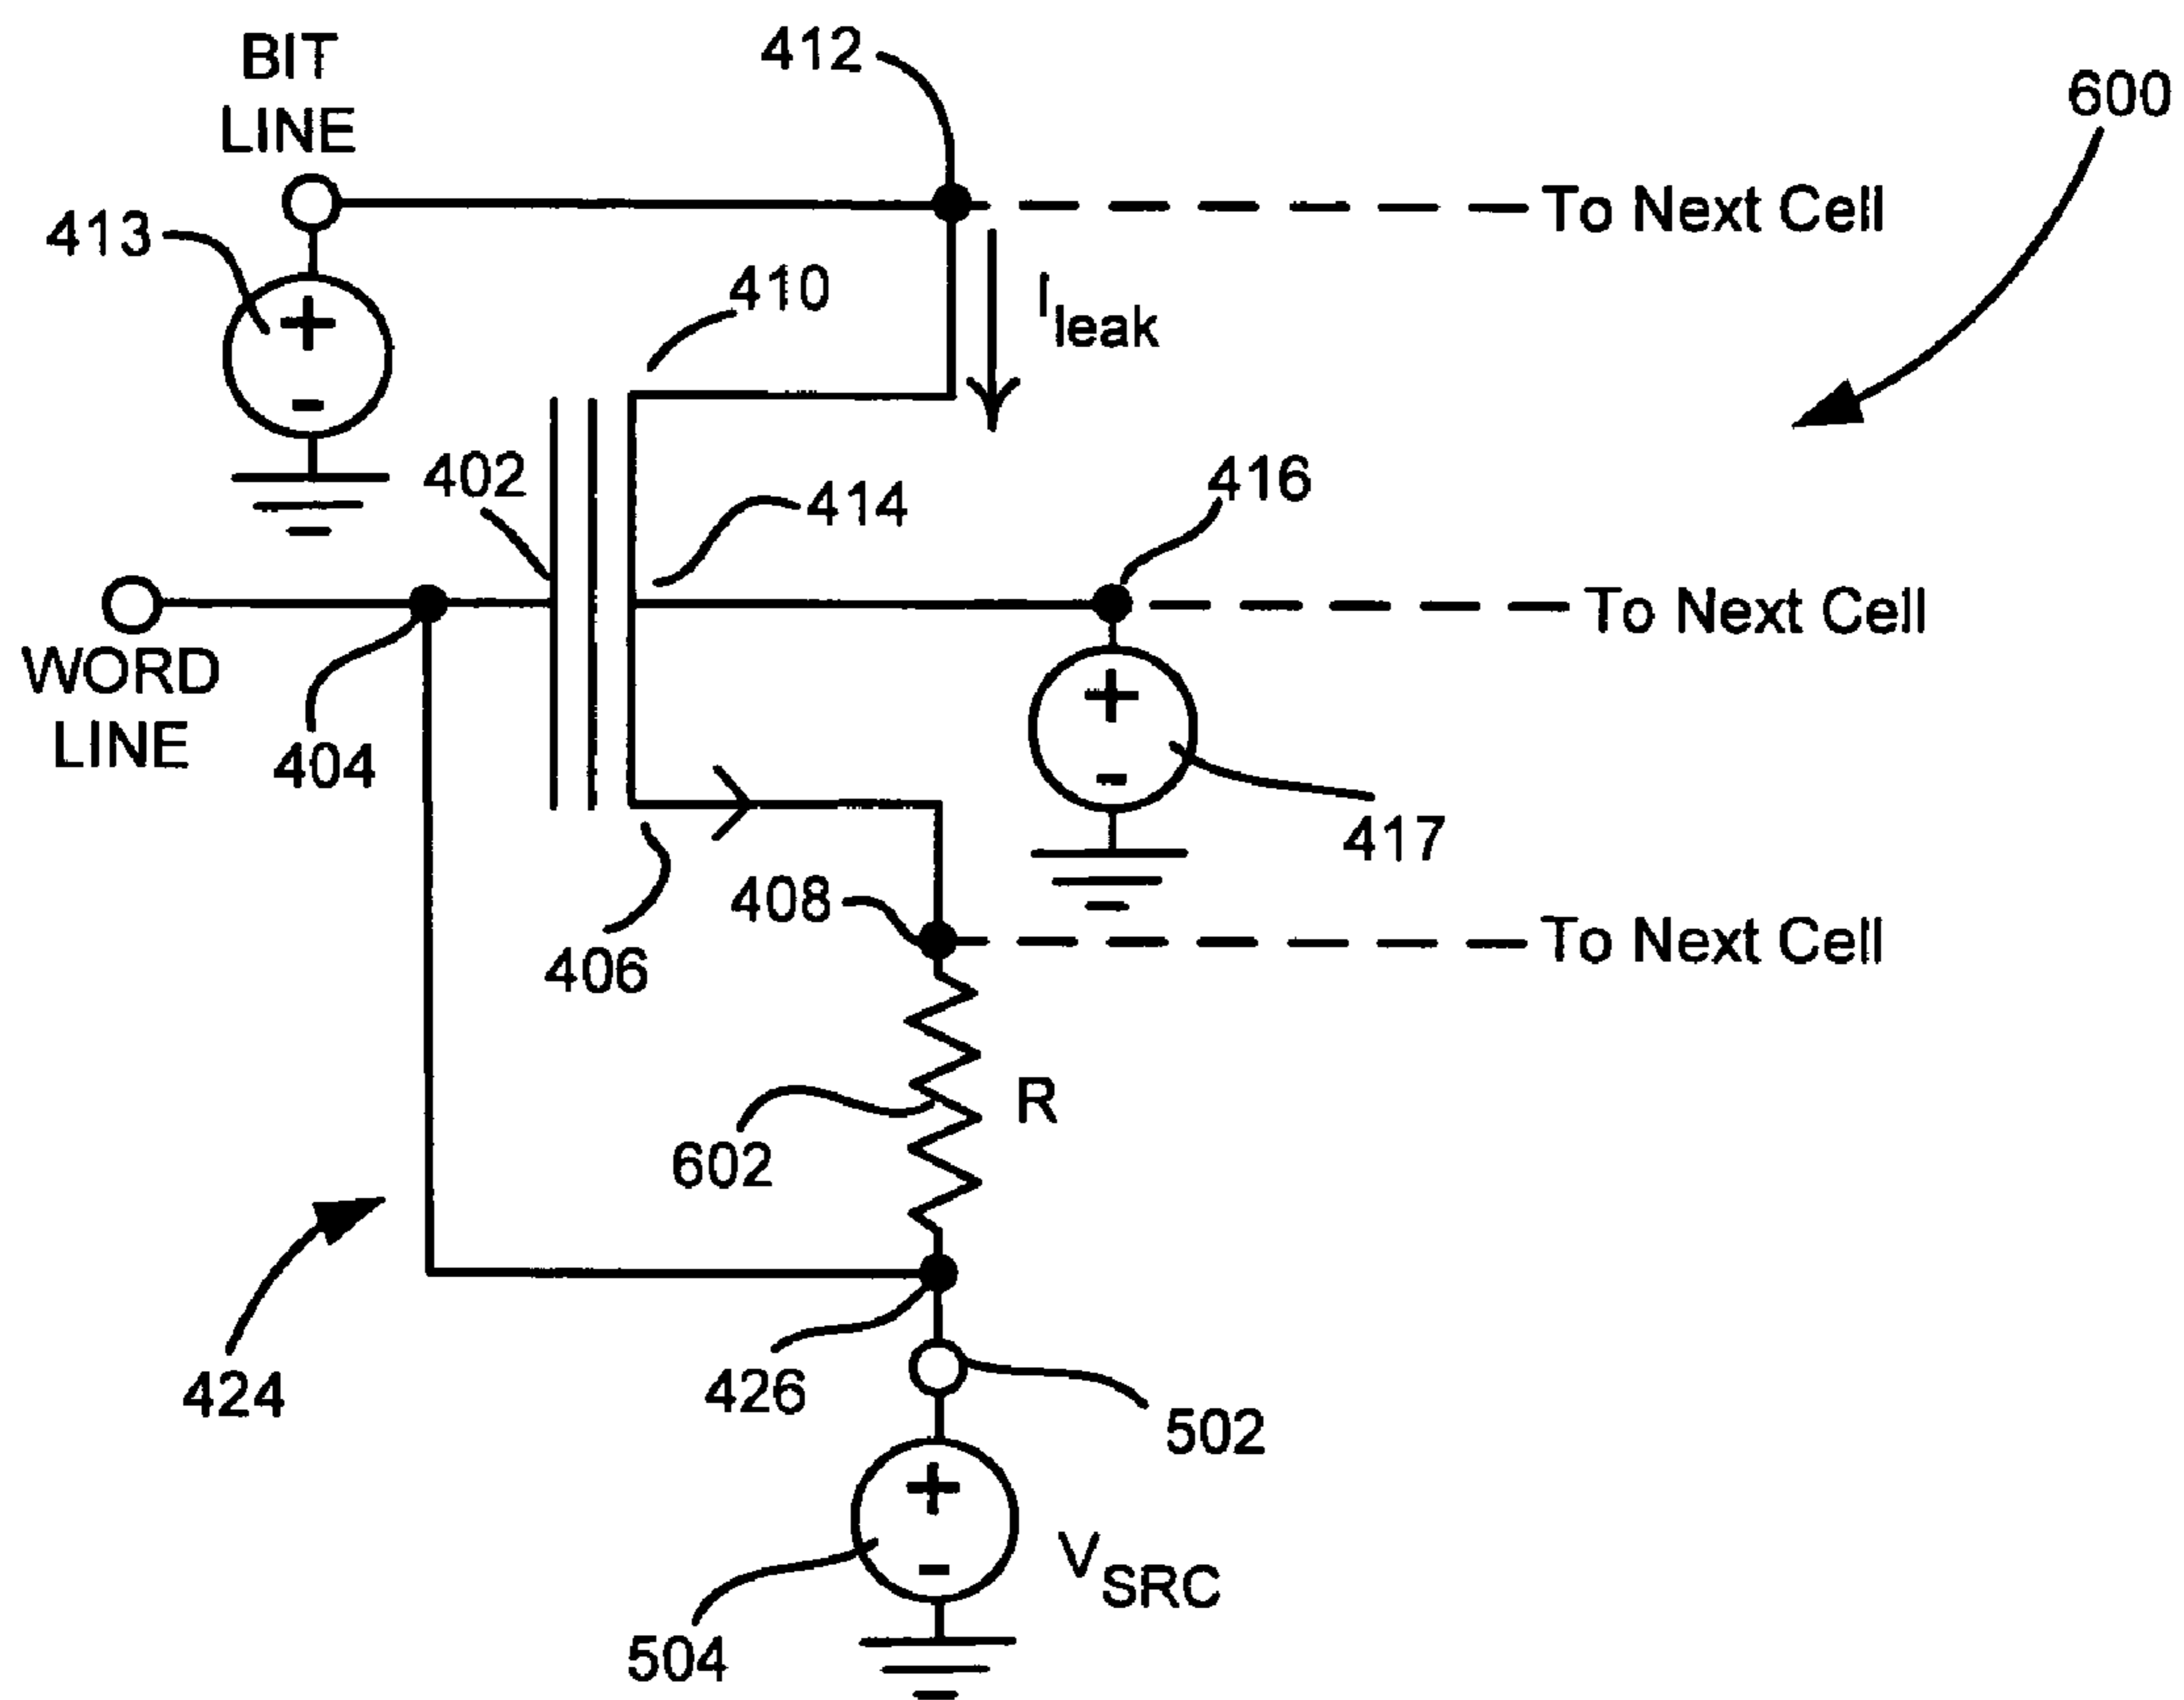 BIT
LINE
412
600
413
To Next Cell
410
I leak
+
-
402
414
416
To Next Cell
WORD
LINE
404
+
-
417
408
To Next Cell
406
R
602
424
426
502
+
-
VSRC
504